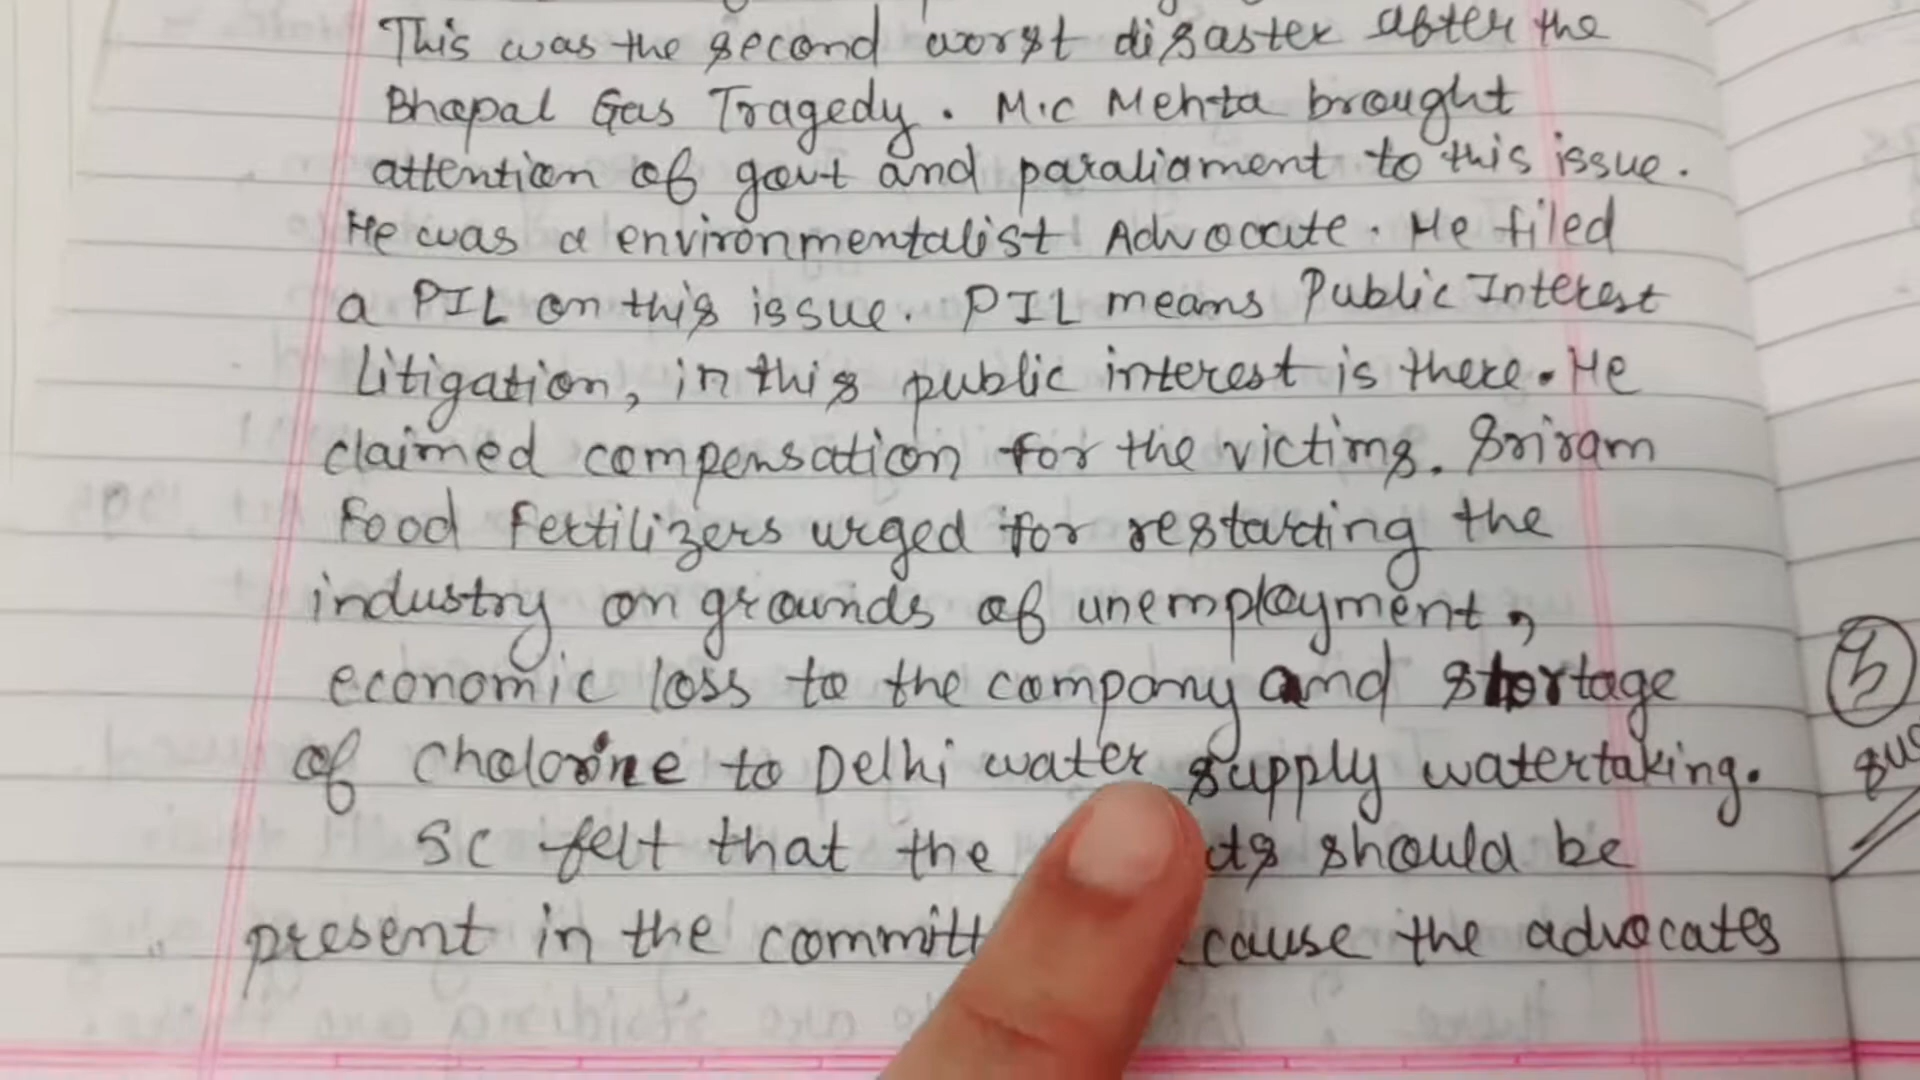 This was the second worst disaster after the
Bhopal Gas Tragedy. M.C Mehta brought
attention of govt and paraliament to this issue.
He was a environmentalist Advocate. He filed
a PIL on this issue. PIL means Public Interest
Litigation, in this public interest is there. He
claimed compensation for the victims. Sriram
Food Fertilizers urged for restarting the
industry on grounds of unemployment,
economic loss to the company and shortage
of Cholorine to Delhi water supply watertaking.
SC felt that the should be
present in the the advocates